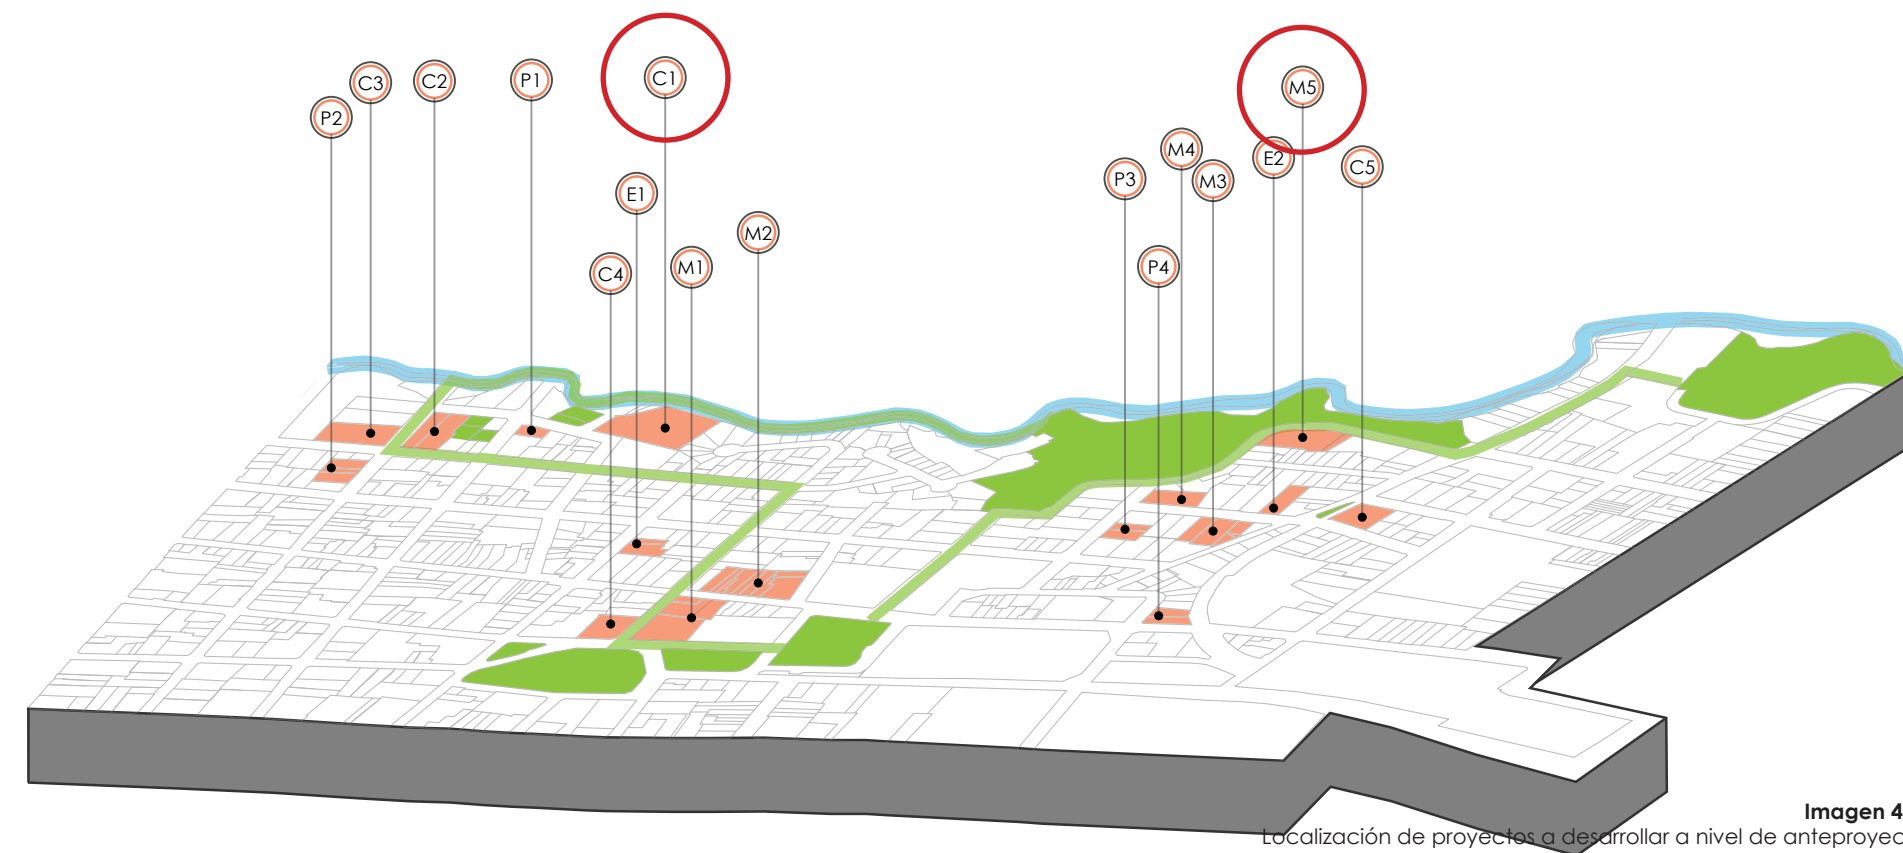 C1
M5
C3
C2
P1
P2
M4
E2
C5
P3
M3
E1
M2
C4
M1
P4
Imagen 4
Localización de proyectos a desarrollar a nivel de anteproyec